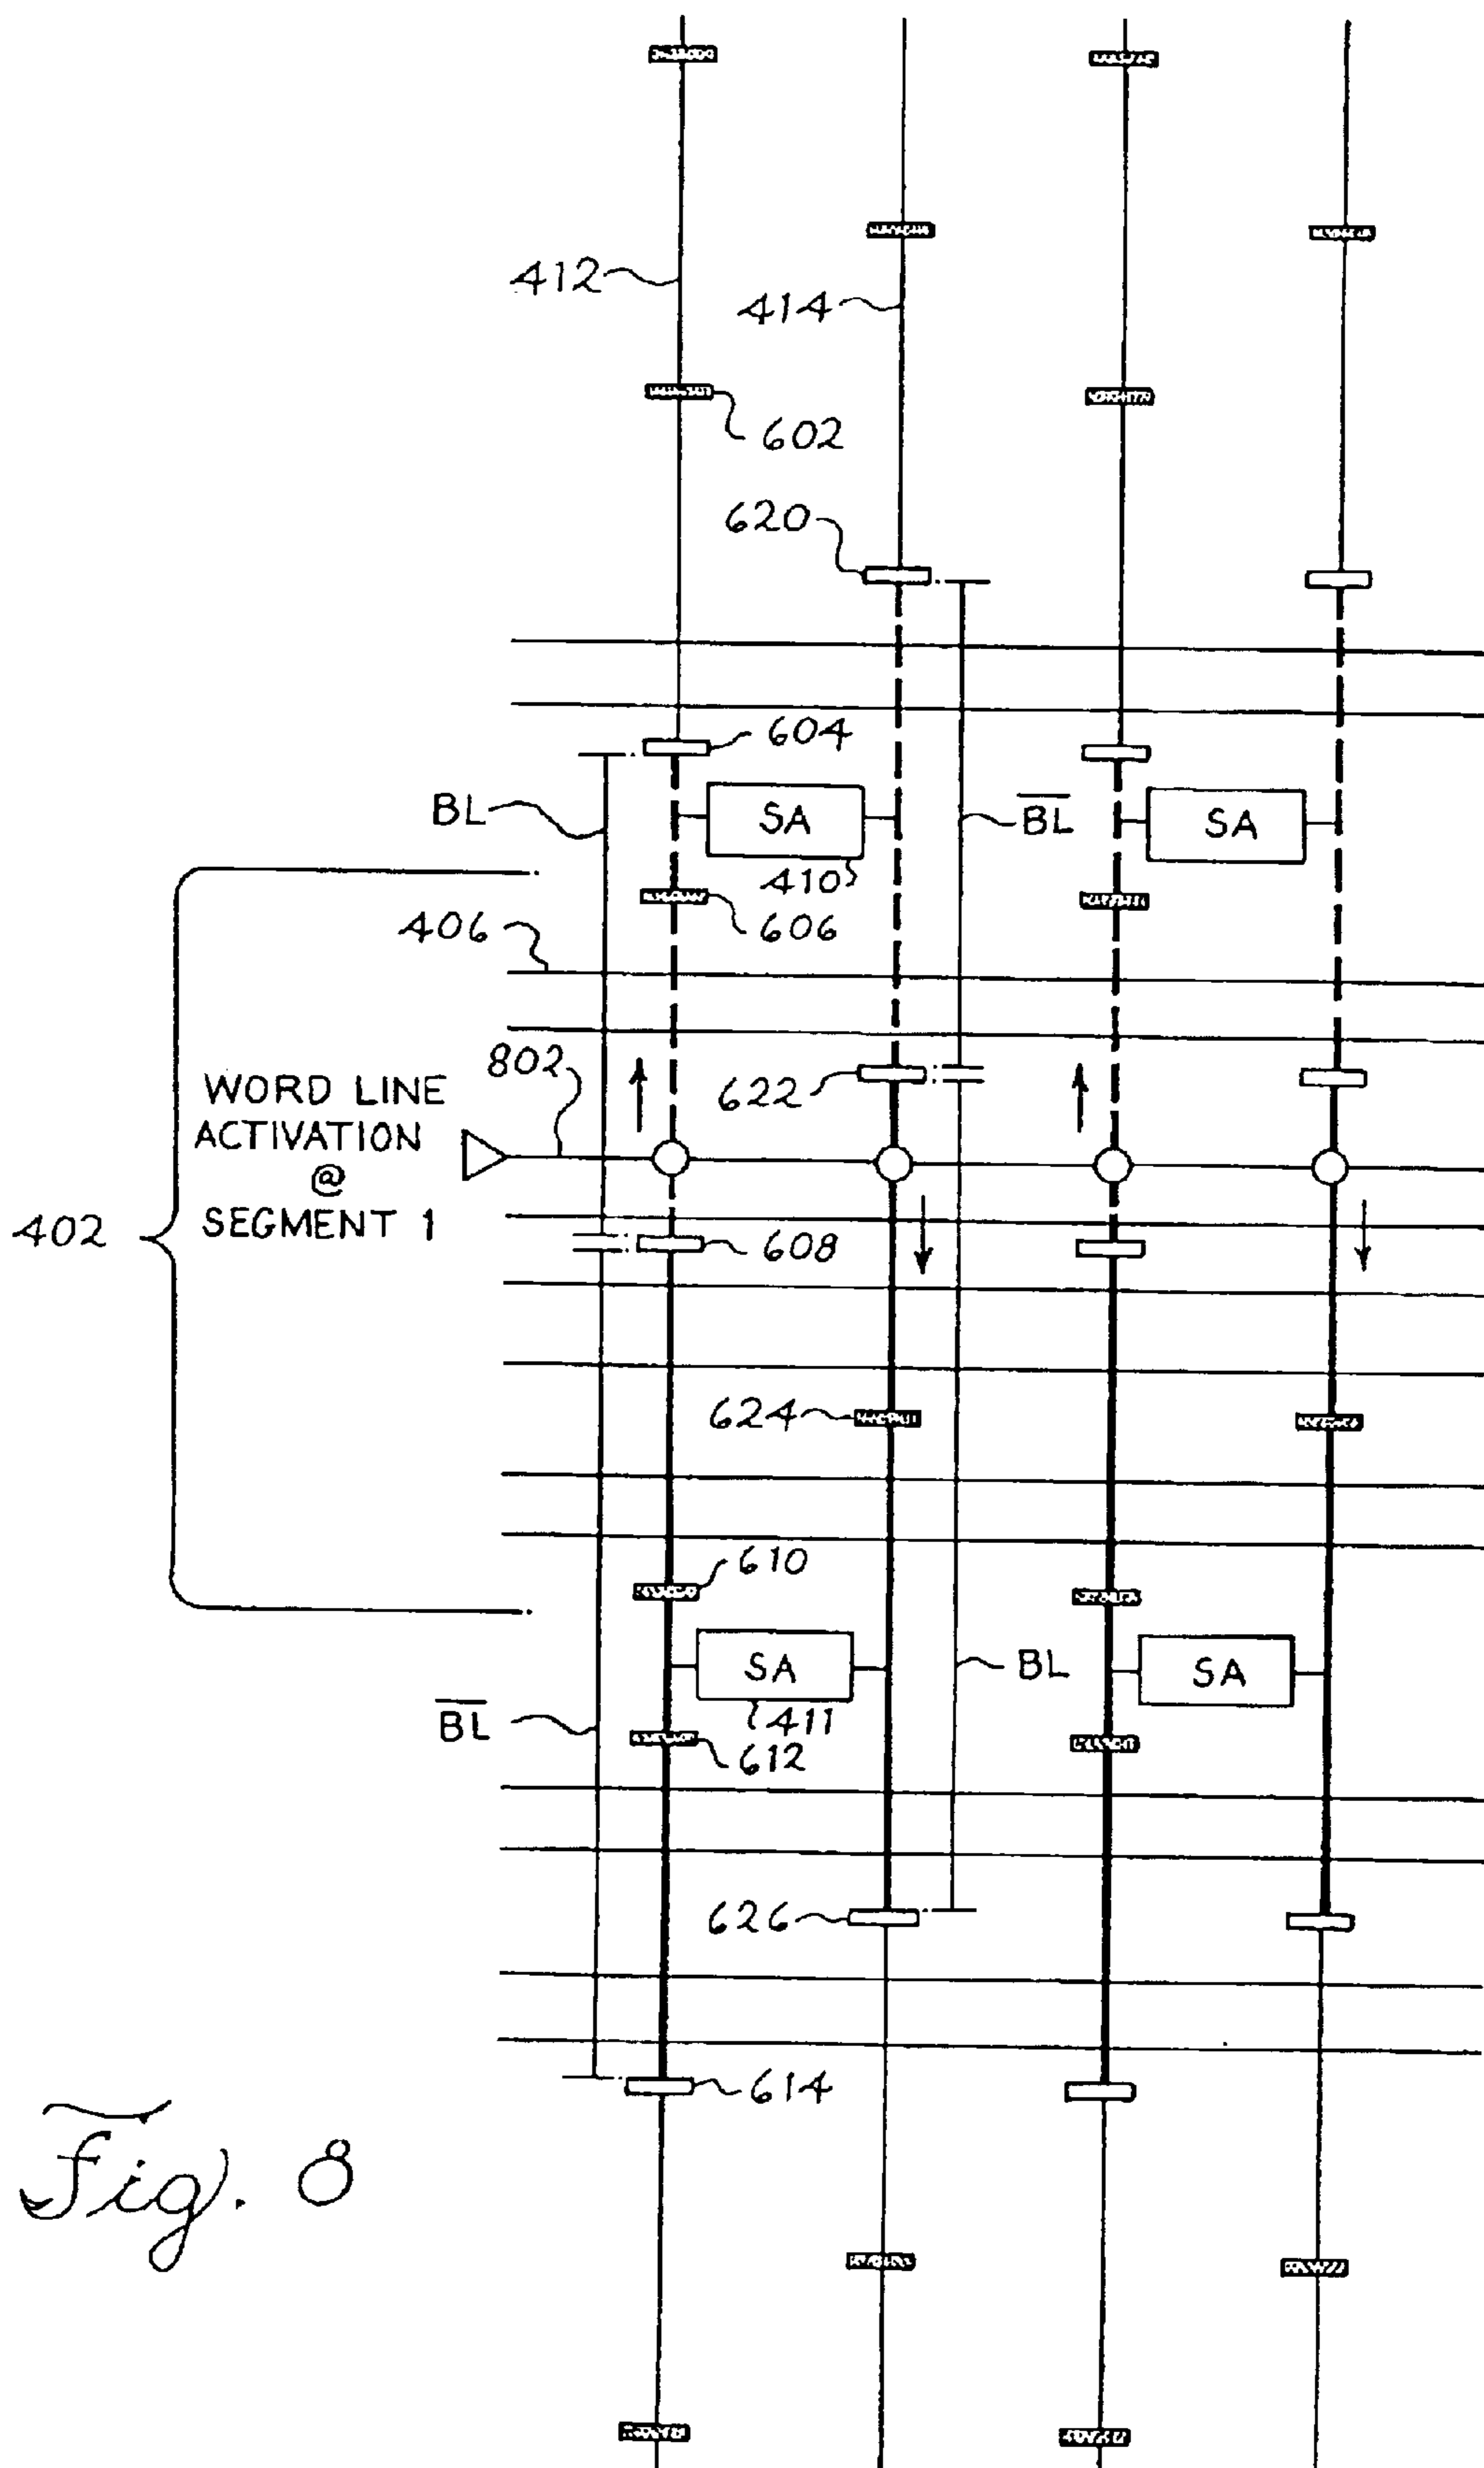 412
414
602
620
604
BL
SA
BL̅
SA
410
606
406
802
622
WORD LINE
ACTIVATION
@
SEGMENT 1
402
608
624
610
SA
BL
SA
411
BL̅
612
626
614
Fig. 8